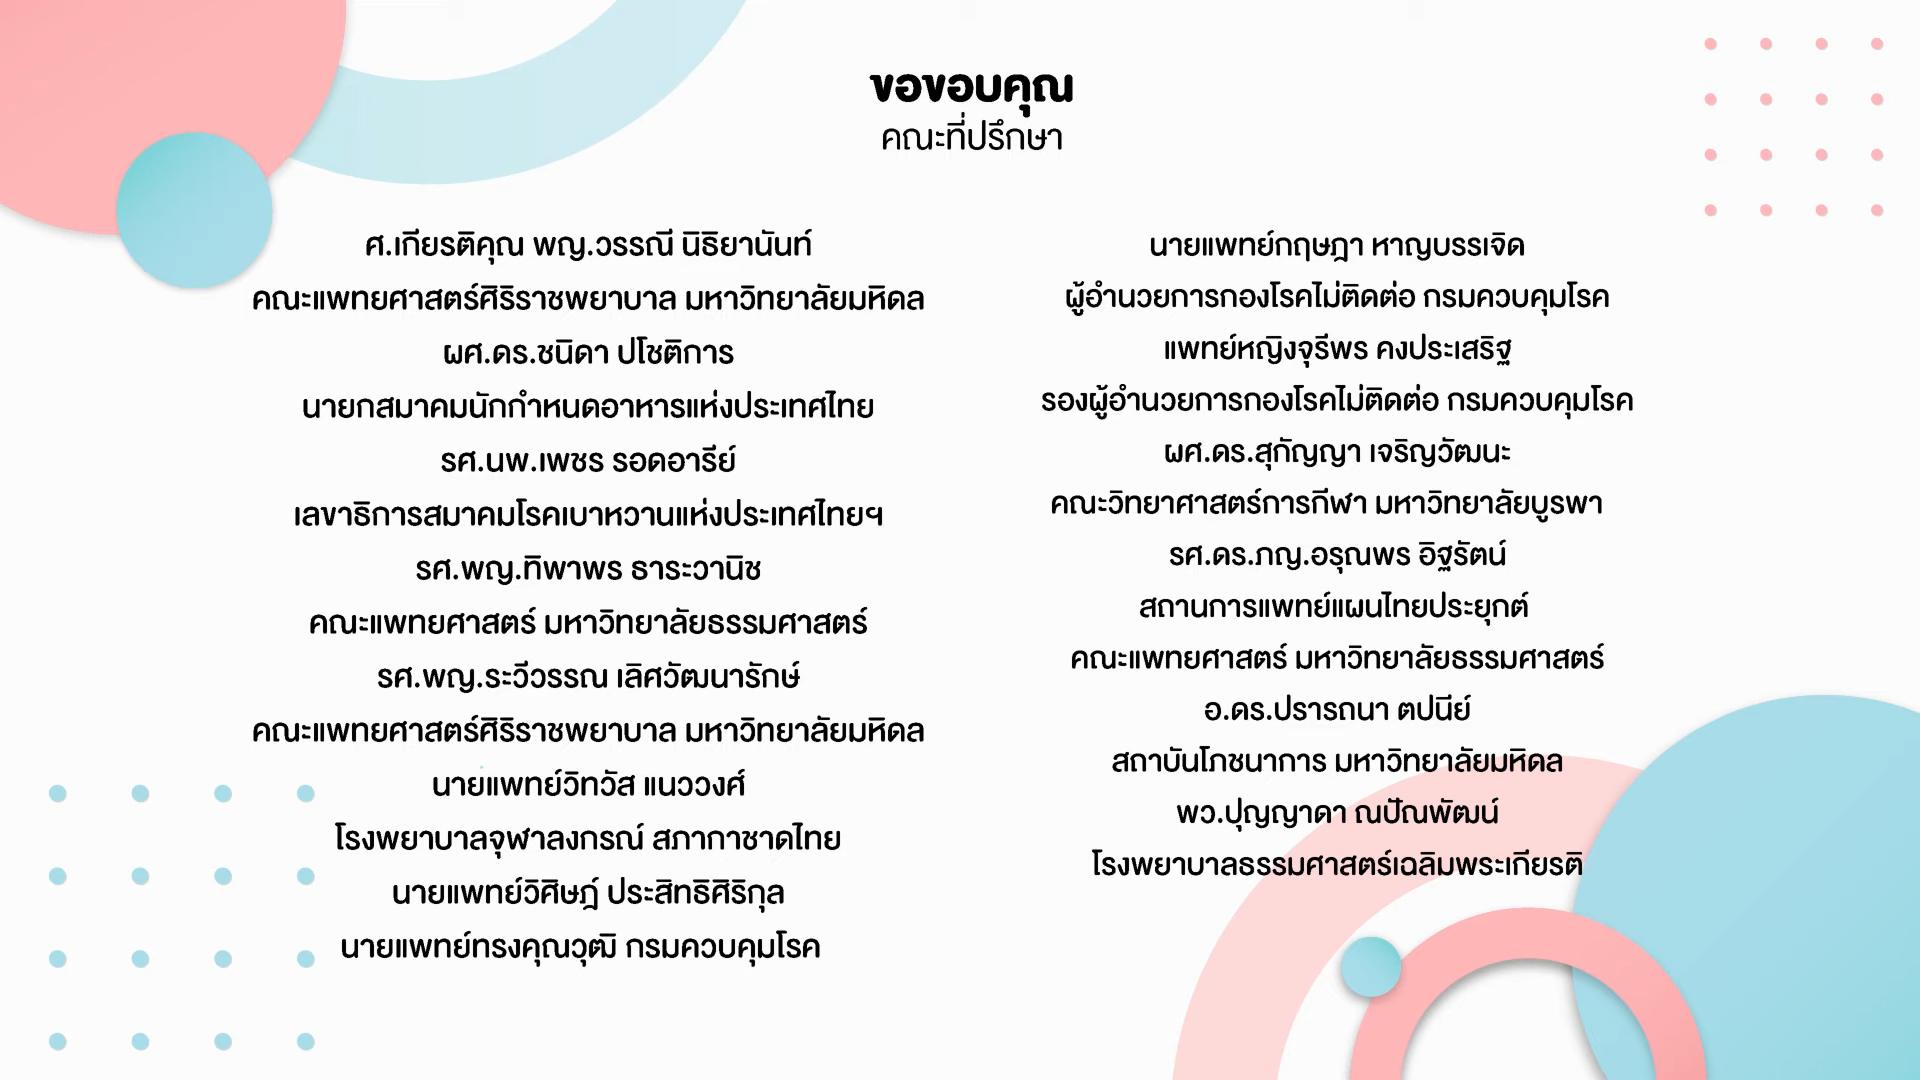 ขอขอบคุณ
คณะที่ปรึกษา
ศ.เกียรติคุณ พญ.วรรณี นิธิยานันท์
คณะแพทยศาสตร์ศิริราชพยาบาล มหาวิทยาลัยมหิดล
ผศ.ดร.ชนิดา ปโชติการ
นายกสมาคมนักกำหนดอาหารแห่งประเทศไทย
รศ.นพ.เพชร รอดอารีย์
เลขาธิการสมาคมโรคเบาหวานแห่งประเทศไทยฯ
รศ.พญ.ทิพาพร ธาระวานิช
คณะแพทยศาสตร์ มหาวิทยาลัยธรรมศาสตร์
รศ.พญ.ระวีวรรณ เลิศวัฒนารักษ์
คณะแพทยศาสตร์ศิริราชพยาบาล มหาวิทยาลัยมหิดล
นายแพทย์วิทวัส แนววงศ์
โรงพยาบาลจุฬาลงกรณ์ สภากาชาดไทย
นายแพทย์วิศิษฎ์ ประสิทธิศิริกุล
นายแพทย์ทรงคุณวุฒิ กรมควบคุมโรค
นายแพทย์กฤษฎา หาญบรรเจิด
ผู้อำนวยการกองโรคไม่ติดต่อ กรมควบคุมโรค
แพทย์หญิงจุรีพร คงประเสริฐ
รองผู้อำนวยการกองโรคไม่ติดต่อ กรมควบคุมโรค
ผศ.ดร.สุกัญญา เจริญวัฒนะ
คณะวิทยาศาสตร์การกีฬา มหาวิทยาลัยบูรพา
รศ.ดร.ภญ.อรุณพร อิฐรัตน์
สถานการแพทย์แผนไทยประยุกต์
คณะแพทยศาสตร์ มหาวิทยาลัยธรรมศาสตร์
อ.ดร.ปรารถนา ตปนีย์
สถาบันโภชนาการ มหาวิทยาลัยมหิดล
พว.ปุญญาดา ณปัณพัฒน์
โรงพยาบาลธรรมศาสตร์เฉลิมพระเกียรติ